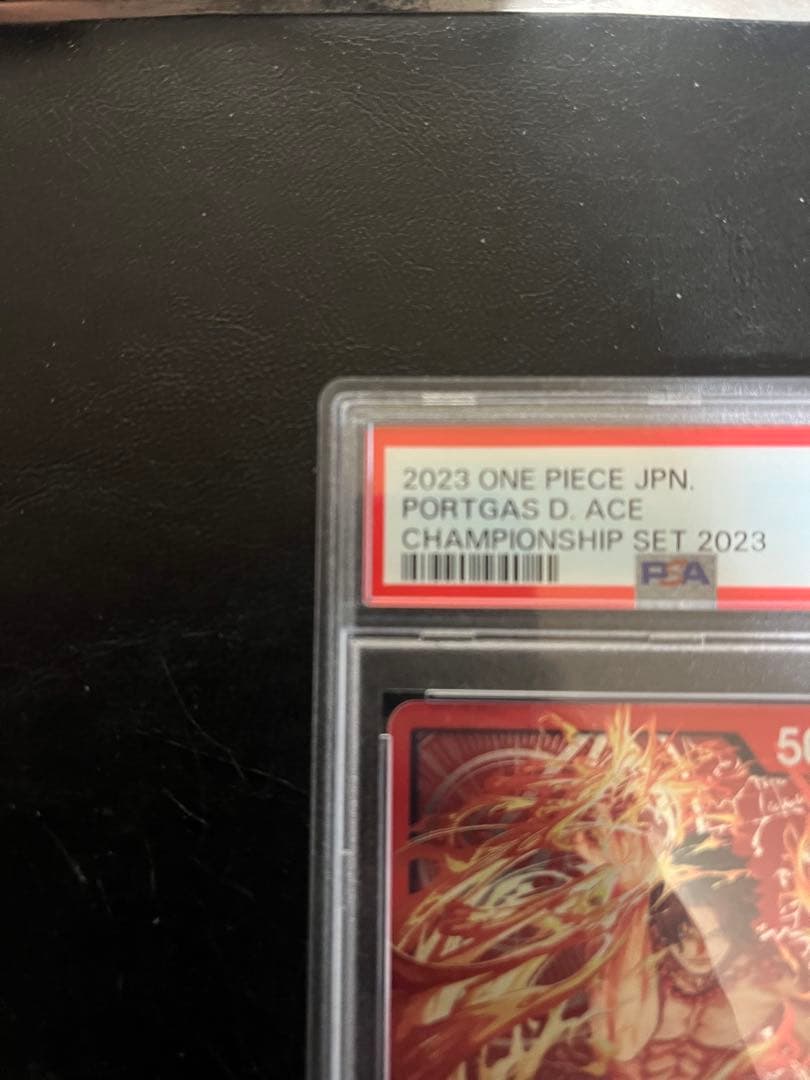 2023 ONE PIECE JPN.
PORTGAS D. ACE
CHAMPIONSHIP SET 2023
PSA